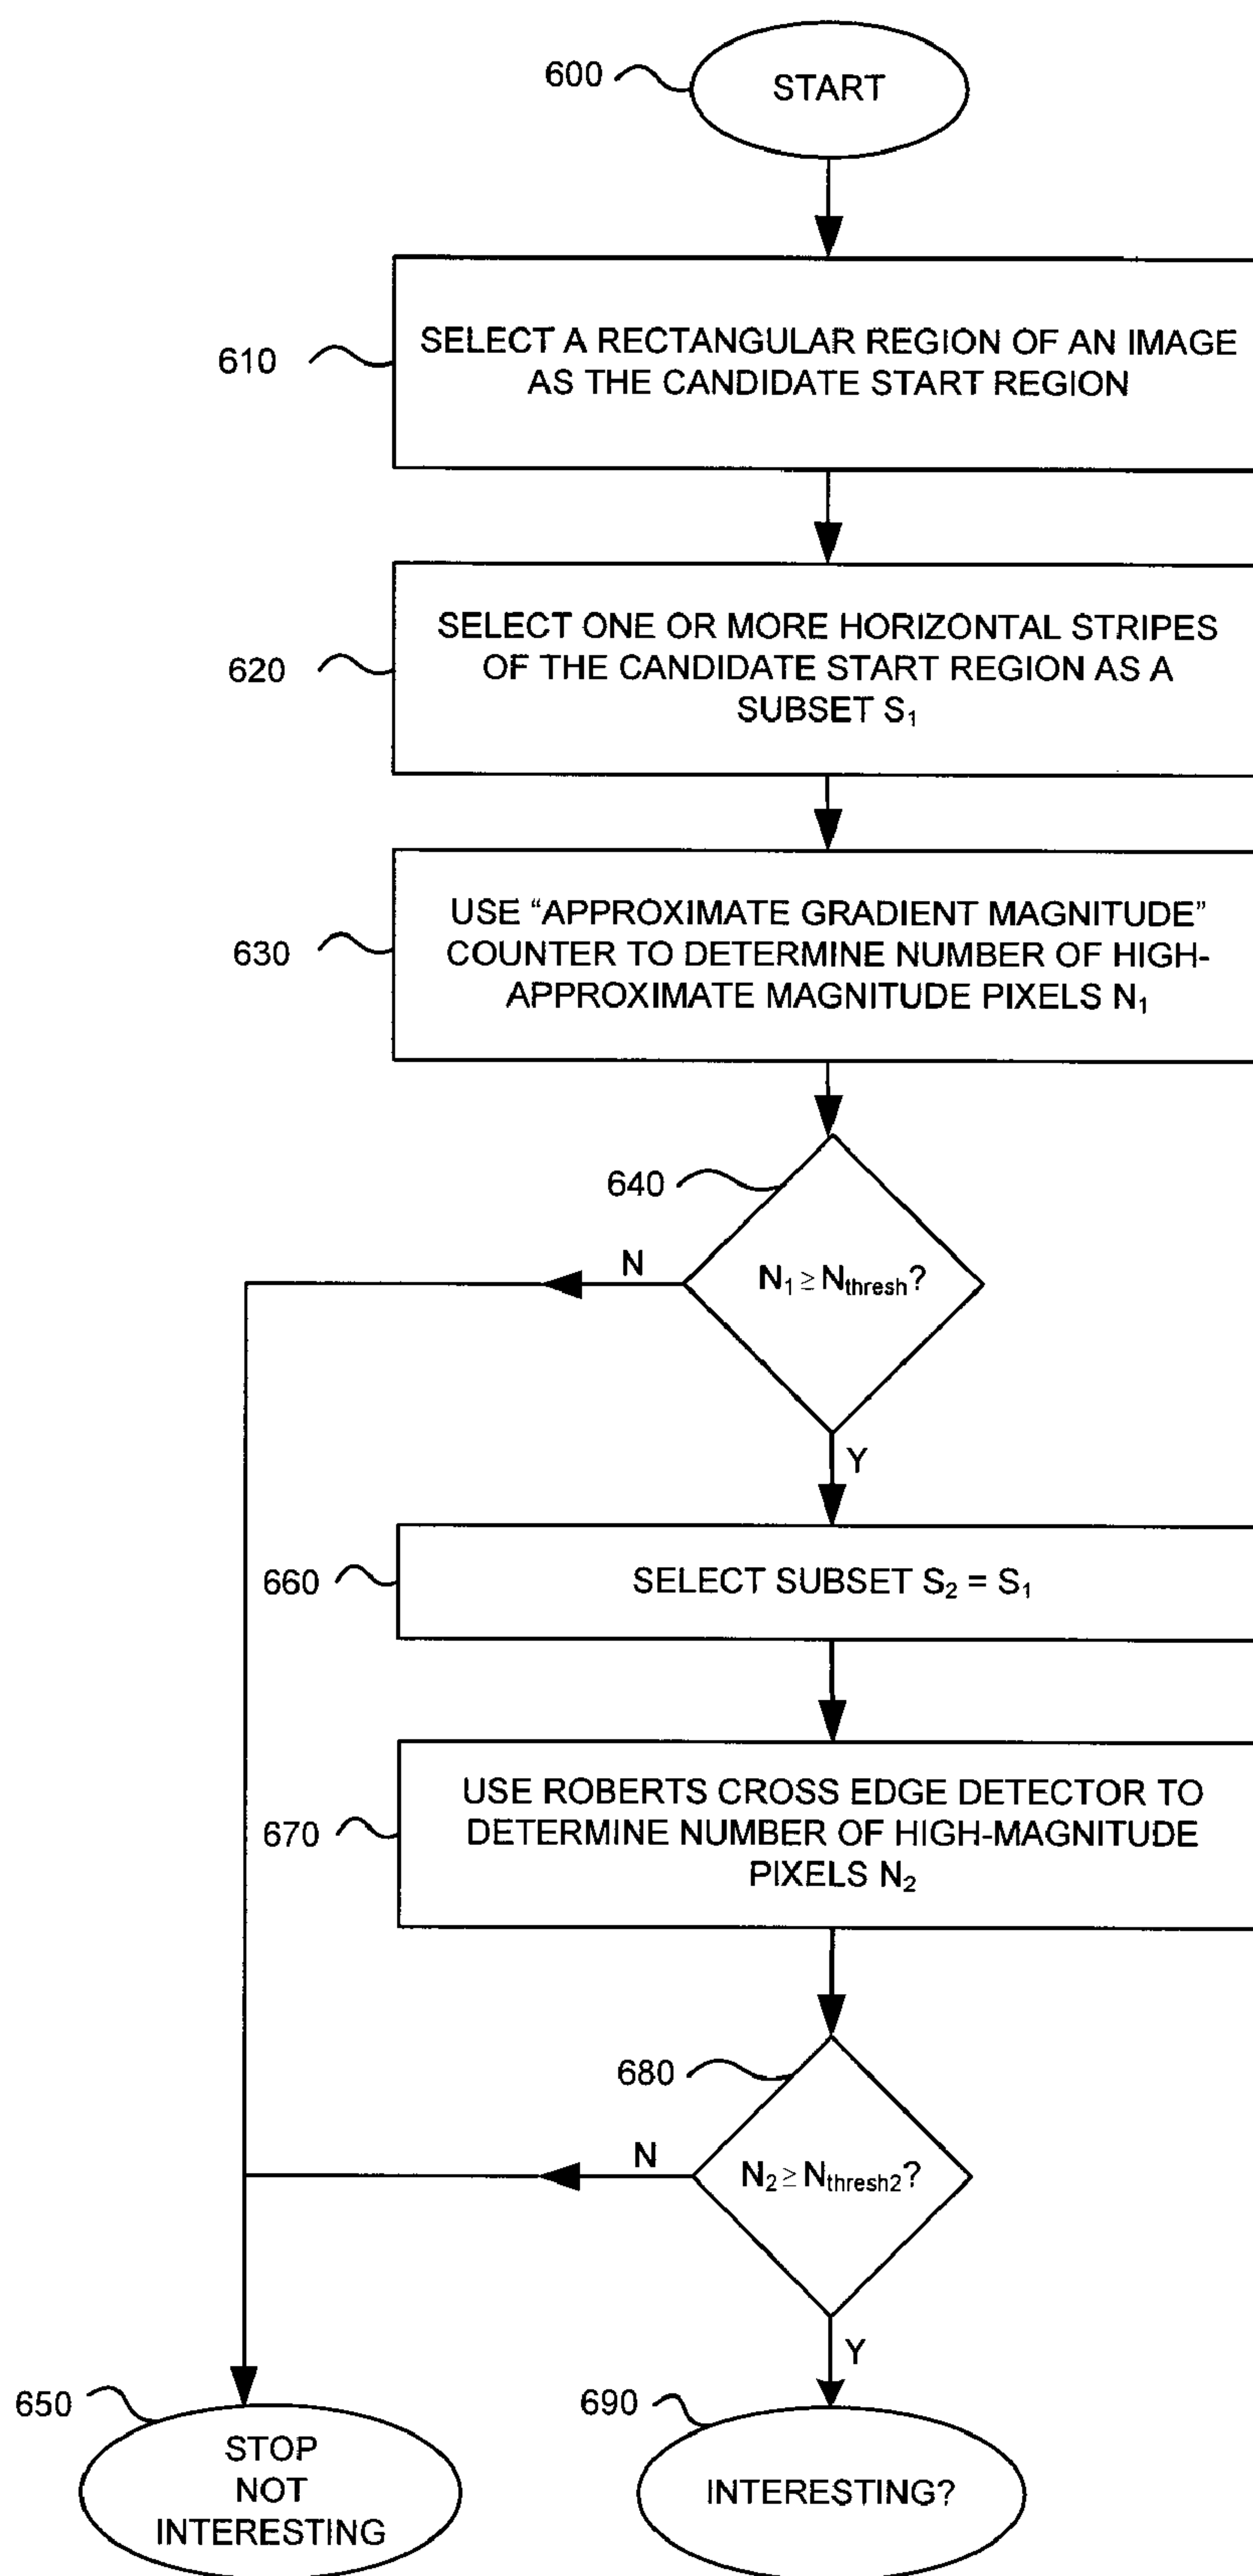 600
START
610
SELECT A RECTANGULAR REGION OF AN IMAGE
AS THE CANDIDATE START REGION
620
SELECT ONE OR MORE HORIZONTAL STRIPES
OF THE CANDIDATE START REGION AS A
SUBSET S₁
630
USE “APPROXIMATE GRADIENT MAGNITUDE”
COUNTER TO DETERMINE NUMBER OF HIGH-
APPROXIMATE MAGNITUDE PIXELS N₁
640
N₁ ≥ Nthresh?
N
Y
660
SELECT SUBSET S₂ = S₁
670
USE ROBERTS CROSS EDGE DETECTOR TO
DETERMINE NUMBER OF HIGH-MAGNITUDE
PIXELS N₂
680
N₂ ≥ Nthresh2?
N
Y
650
STOP
NOT
INTERESTING
690
INTERESTING?